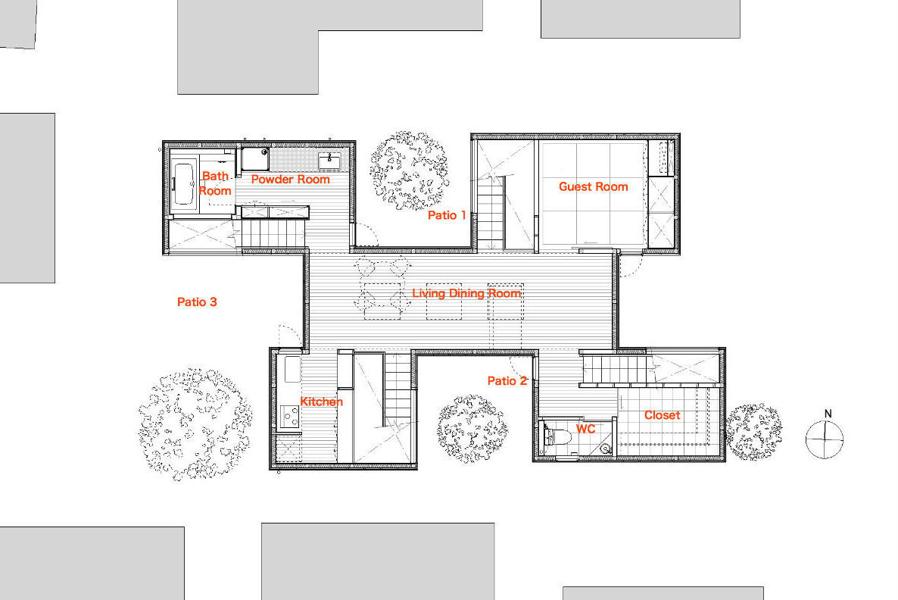 Bath
Room
Powder Room
Guest Room
Patio 1
Living Dining Room
Patio 3
Patio 2
Kitchen
Closet
WC
N